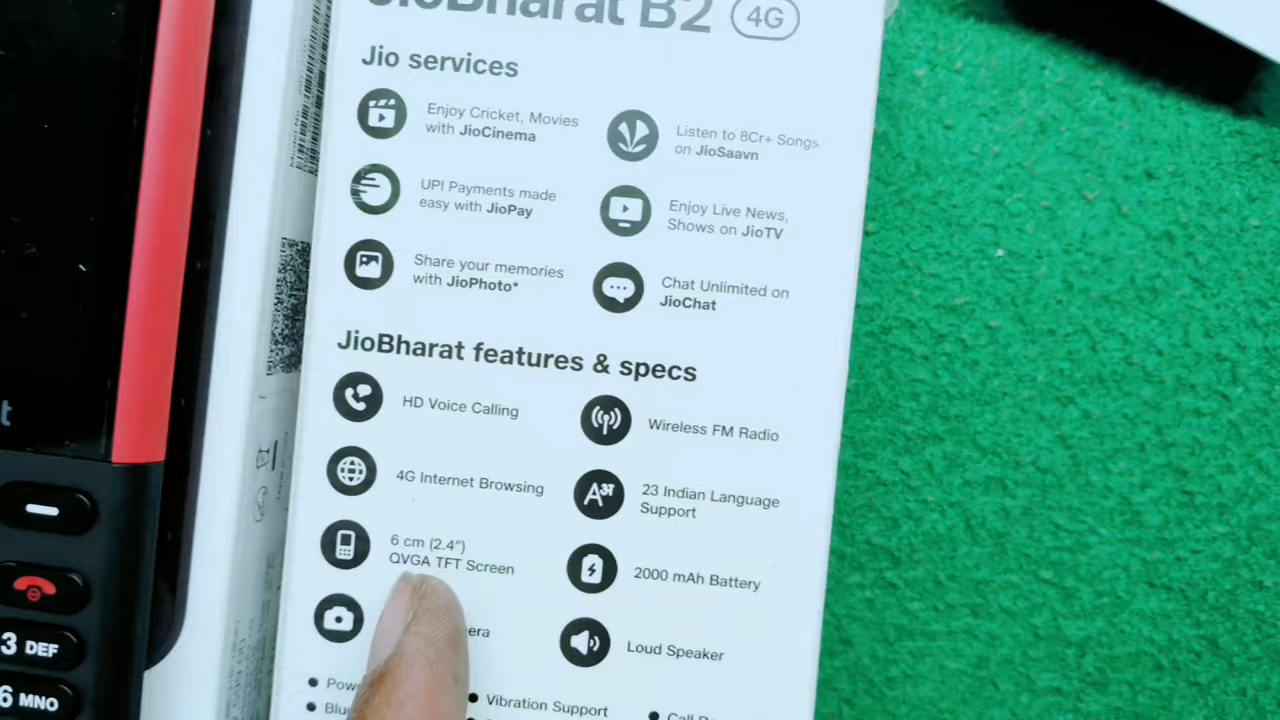 JioBharat B2 4G
Jio services
Enjoy Cricket, Movies
with JioCinema
Listen to 8Cr+ Songs
on JioSaavn
UPI Payments made
easy with JioPay
Enjoy Live News,
Shows on JioTV
Share your memories
with JioPhoto*
Chat Unlimited on
JioChat
JioBharat features & specs
HD Voice Calling
Wireless FM Radio
4G Internet Browsing
23 Indian Language
Support
6 cm (2.4")
QVGA TFT Screen
2000 mAh Battery
era
Loud Speaker
Pow
Vibration Support
Blu
Call
t
3 DEF
6 MNO